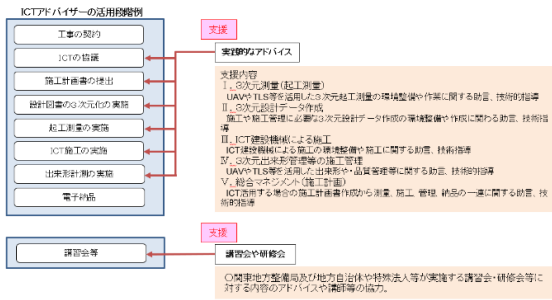 ICTアドバイザーの活用段階例
工事の契約
ICTの協議
施工計画書の提出
設計図書の3次元化の実施
起工測量の実施
ICT施工の実施
出来形計測の実施
電子納品
支援
実践的なアドバイス
支援内容
Ⅰ.3次元測量(起工測量)
UAVやTLS等を活用した3次元起工測量の環境整備や作業に関する助言、技術的指導
Ⅱ.3次元設計データ作成
施工や施工管理に必要な3次元設計データ作成の環境整備や作成に関わる助言、技術指
導
Ⅲ.ICT建設機械による施工
ICT建設機械による施工の環境整備や施工に関する助言、技術指導
Ⅳ.3次元出来形管理等の施工管理
UAVやTLS等を活用した出来形や・品質管理等に関する助言、技術的指導
Ⅴ.総合マネジメント(施工計画)
ICT活用する場合の施工計画書作成から測量、施工、管理、納品の一連に関する助言、技
術的指導
講習会等
支援
講習会や研修会
〇関東地方整備局及び地方自治体や特殊法人等が実施する講習会・研修会等に
対する内容のアドバイスや講師等の協力。